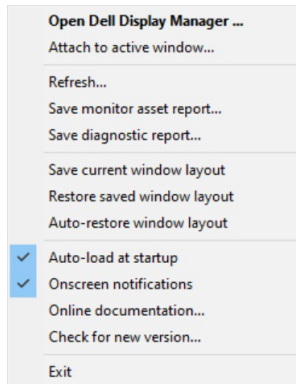 Open Dell Display Manager ...
Attach to active window...
Refresh...
Save monitor asset report...
Save diagnostic report...
Save current window layout
Restore saved window layout
Auto-restore window layout
Auto-load at startup
Onscreen notifications
Online documentation...
Check for new version...
Exit